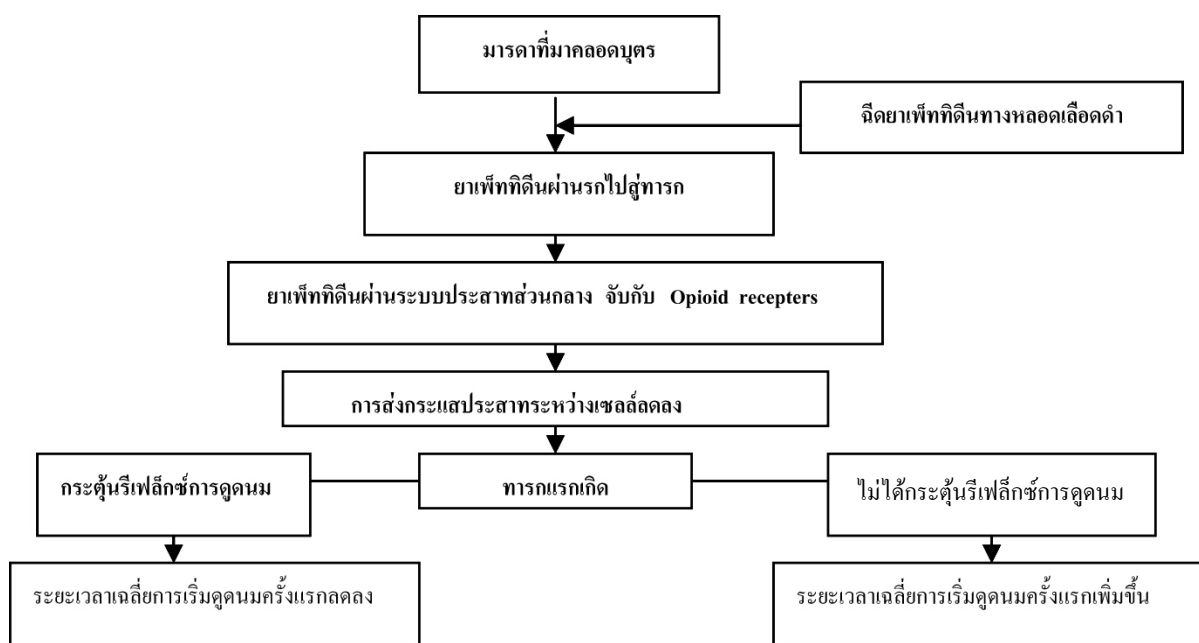 มารดาที่มาคลอดบุตร
ฉีดยาเพ็ททิดีนทางหลอดเลือดดำ
ยาเพ็ททิดีนผ่านรกไปสู่ทารก
ยาเพ็ททิดีนผ่านระบบประสาทส่วนกลาง จับกับ Opioid recepters
การส่งกระแสประสาทระหว่างเซลล์ลดลง
กระตุ้นรีเฟล็กซ์การดูดนม
ทารกแรกเกิด
ไม่ได้กระตุ้นรีเฟล็กซ์การดูดนม
ระยะเวลาเฉลี่ยการเริ่มดูดนมครั้งแรกลดลง
ระยะเวลาเฉลี่ยการเริ่มดูดนมครั้งแรกเพิ่มขึ้น